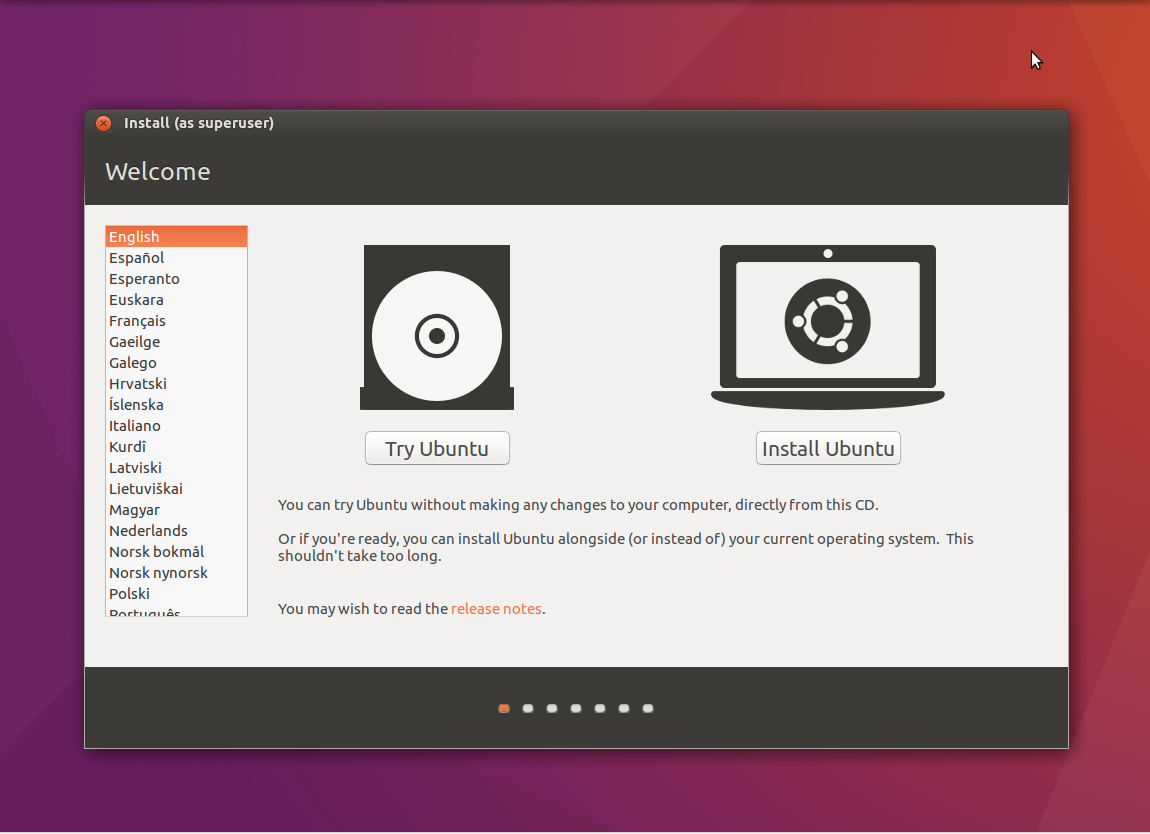 Install (as superuser)
Welcome
English
Español
Esperanto
Euskara
Français
Gaeilge
Galego
Hrvatski
Íslenska
Italiano
Kurdî
Latviski
Lietuviškai
Magyar
Nederlands
Norsk bokmål
Norsk nynorsk
Polski
Português
Try Ubuntu
Install Ubuntu
You can try Ubuntu without making any changes to your computer, directly from this CD.
Or if you're ready, you can install Ubuntu alongside (or instead of) your current operating system. This
shouldn't take too long.
You may wish to read the release notes.